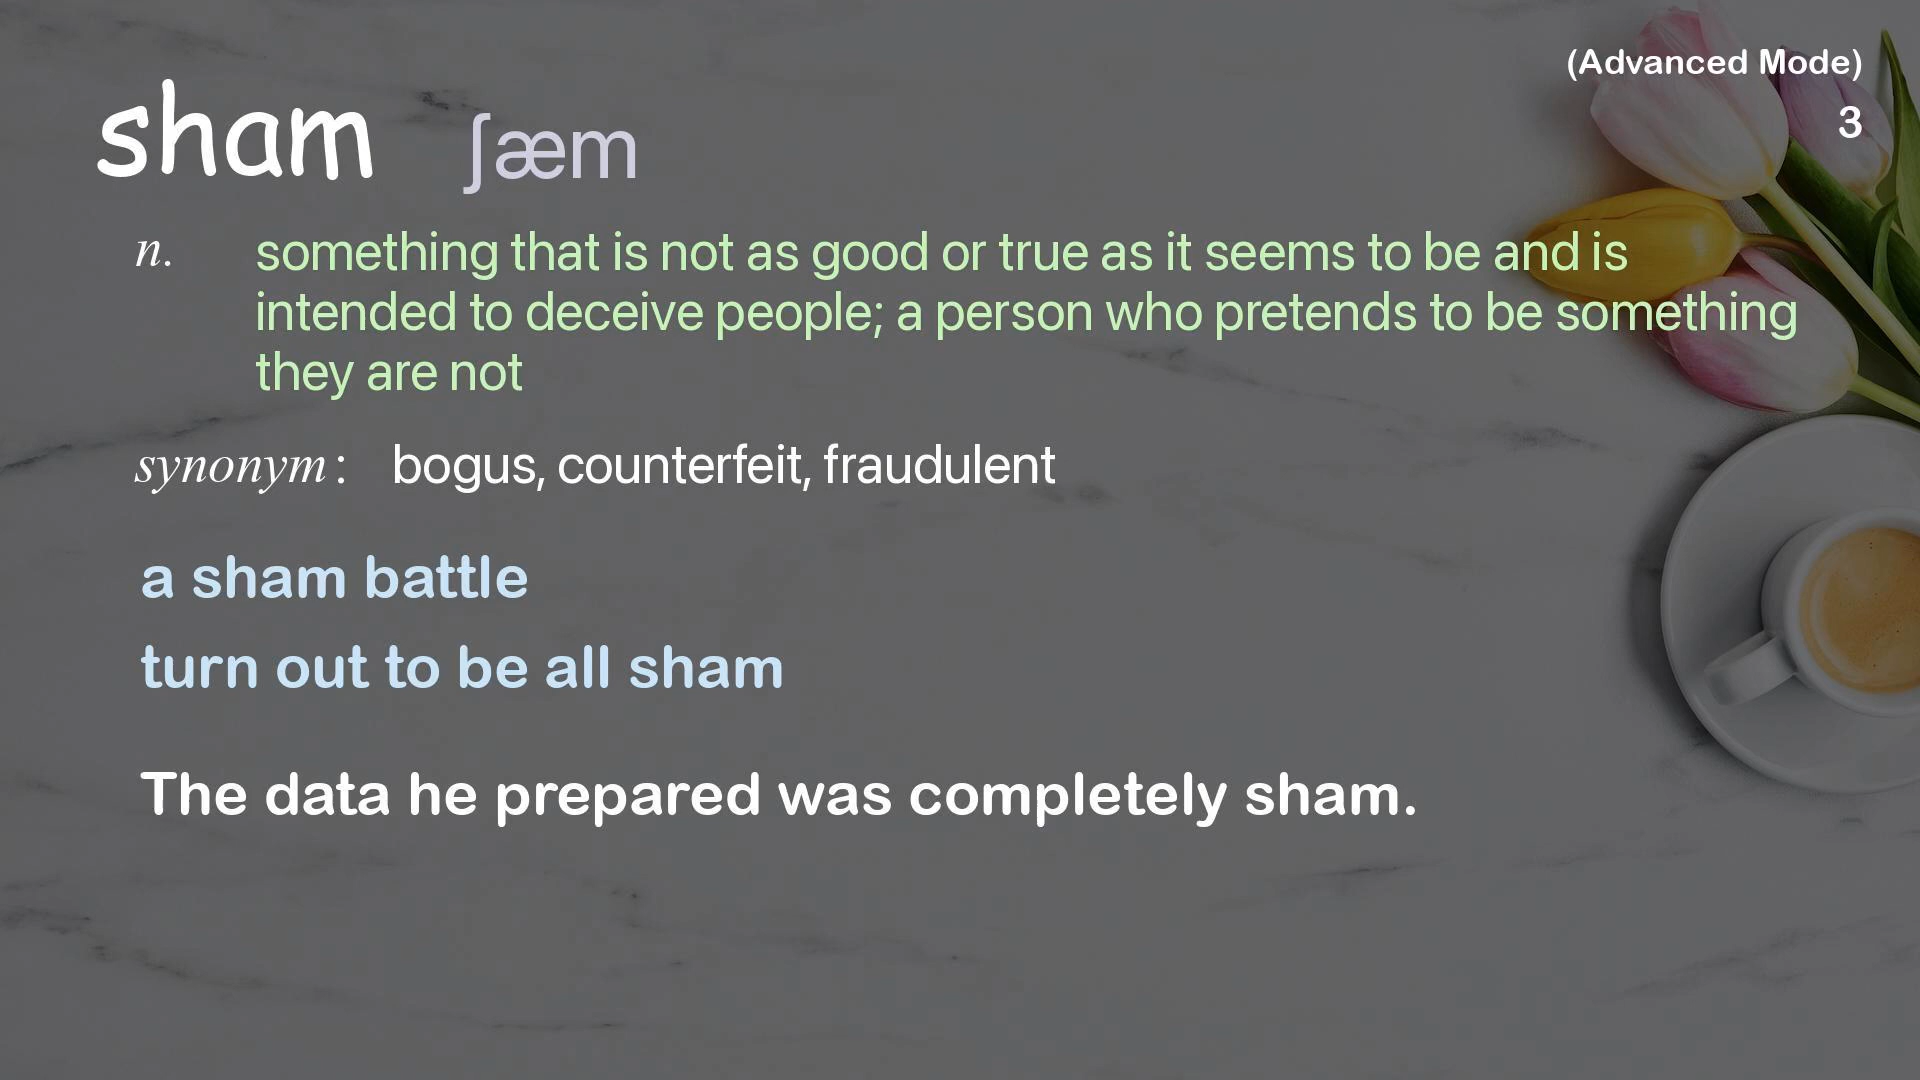 (Advanced Mode)
3
sham ʃæm
n. something that is not as good or true as it seems to be and is
intended to deceive people; a person who pretends to be something
they are not
synonym: bogus, counterfeit, fraudulent
a sham battle
turn out to be all sham
The data he prepared was completely sham.